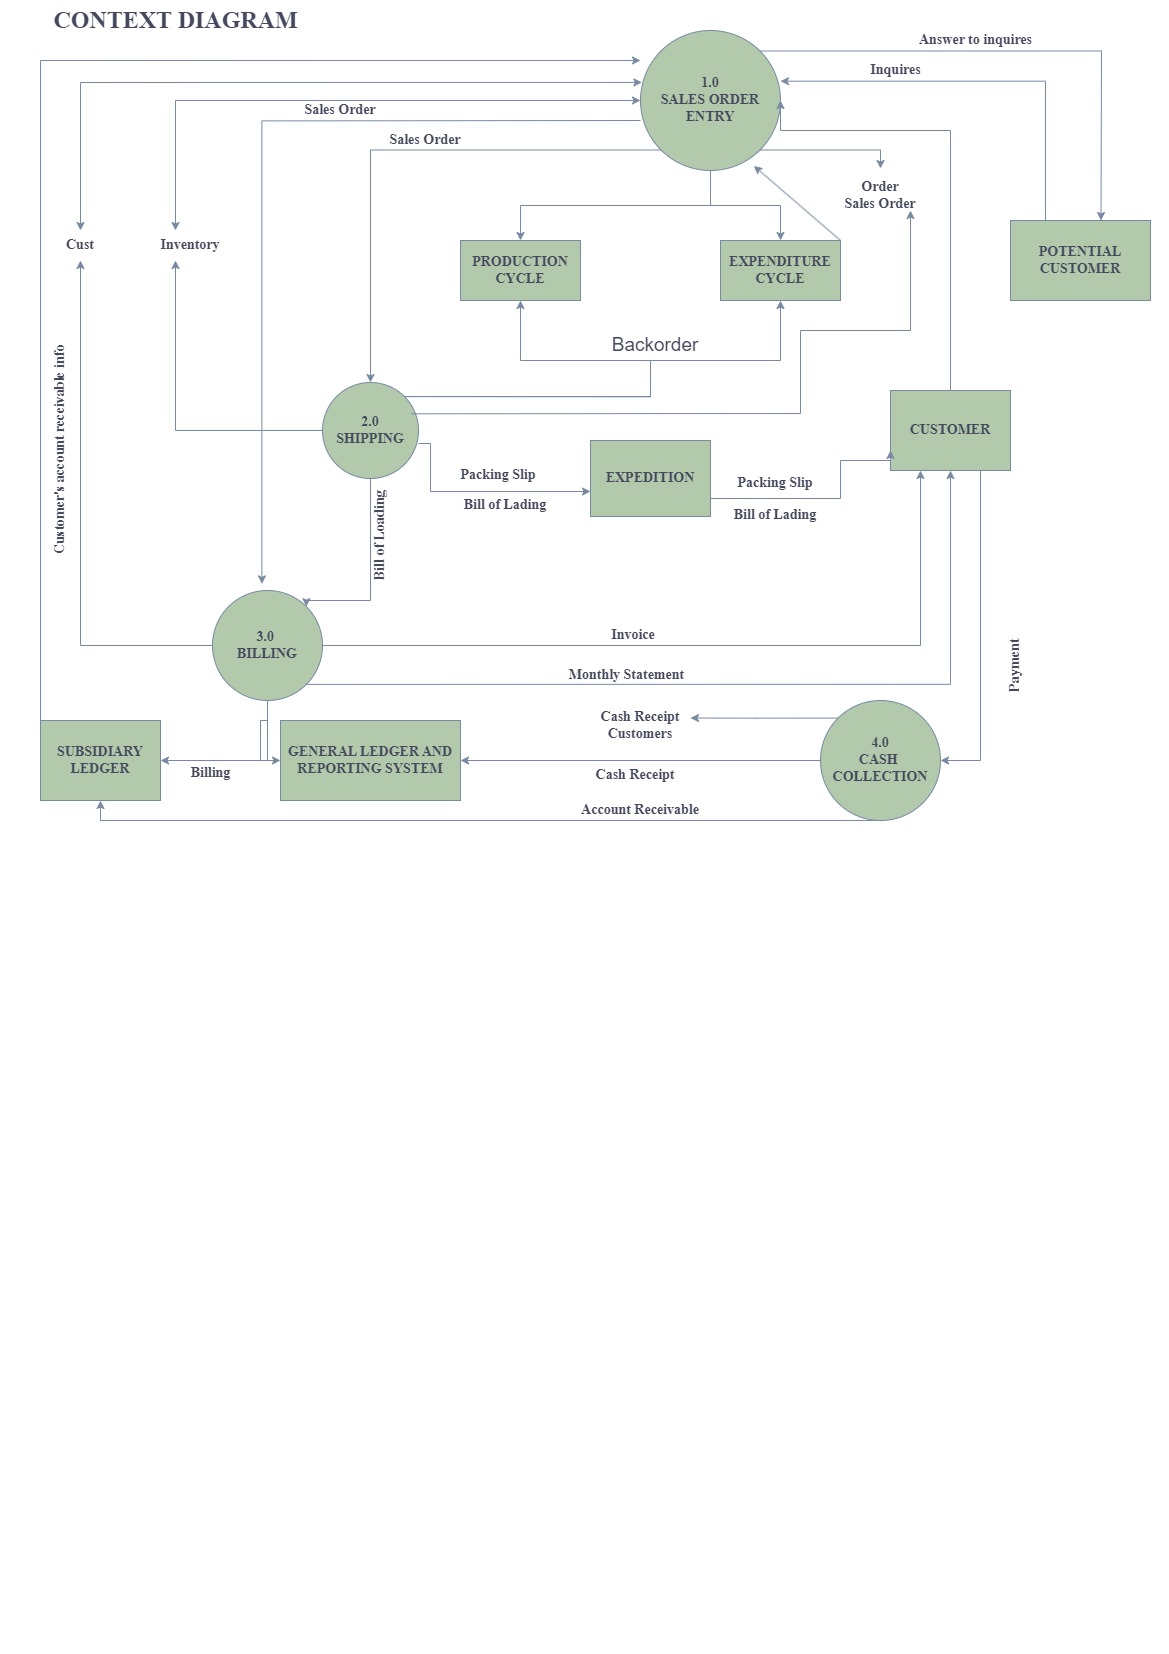 CONTEXT DIAGRAM
Answer to inquires
Inquires
1.0
SALES ORDER
ENTRY
Sales Order
Sales Order
Order
Sales Order
Cust
Inventory
PRODUCTION
CYCLE
EXPENDITURE
CYCLE
POTENTIAL
CUSTOMER
Backorder
Customer's account receivable info
2.0
SHIPPING
CUSTOMER
Packing Slip
Bill of Lading
EXPEDITION
Packing Slip
Bill of Lading
Bill of Loading
3.0
BILLING
Invoice
Monthly Statement
Payment
Cash Receipt
Customers
4.0
CASH
COLLECTION
SUBSIDIARY
LEDGER
Billing
GENERAL LEDGER AND
REPORTING SYSTEM
Cash Receipt
Account Receivable